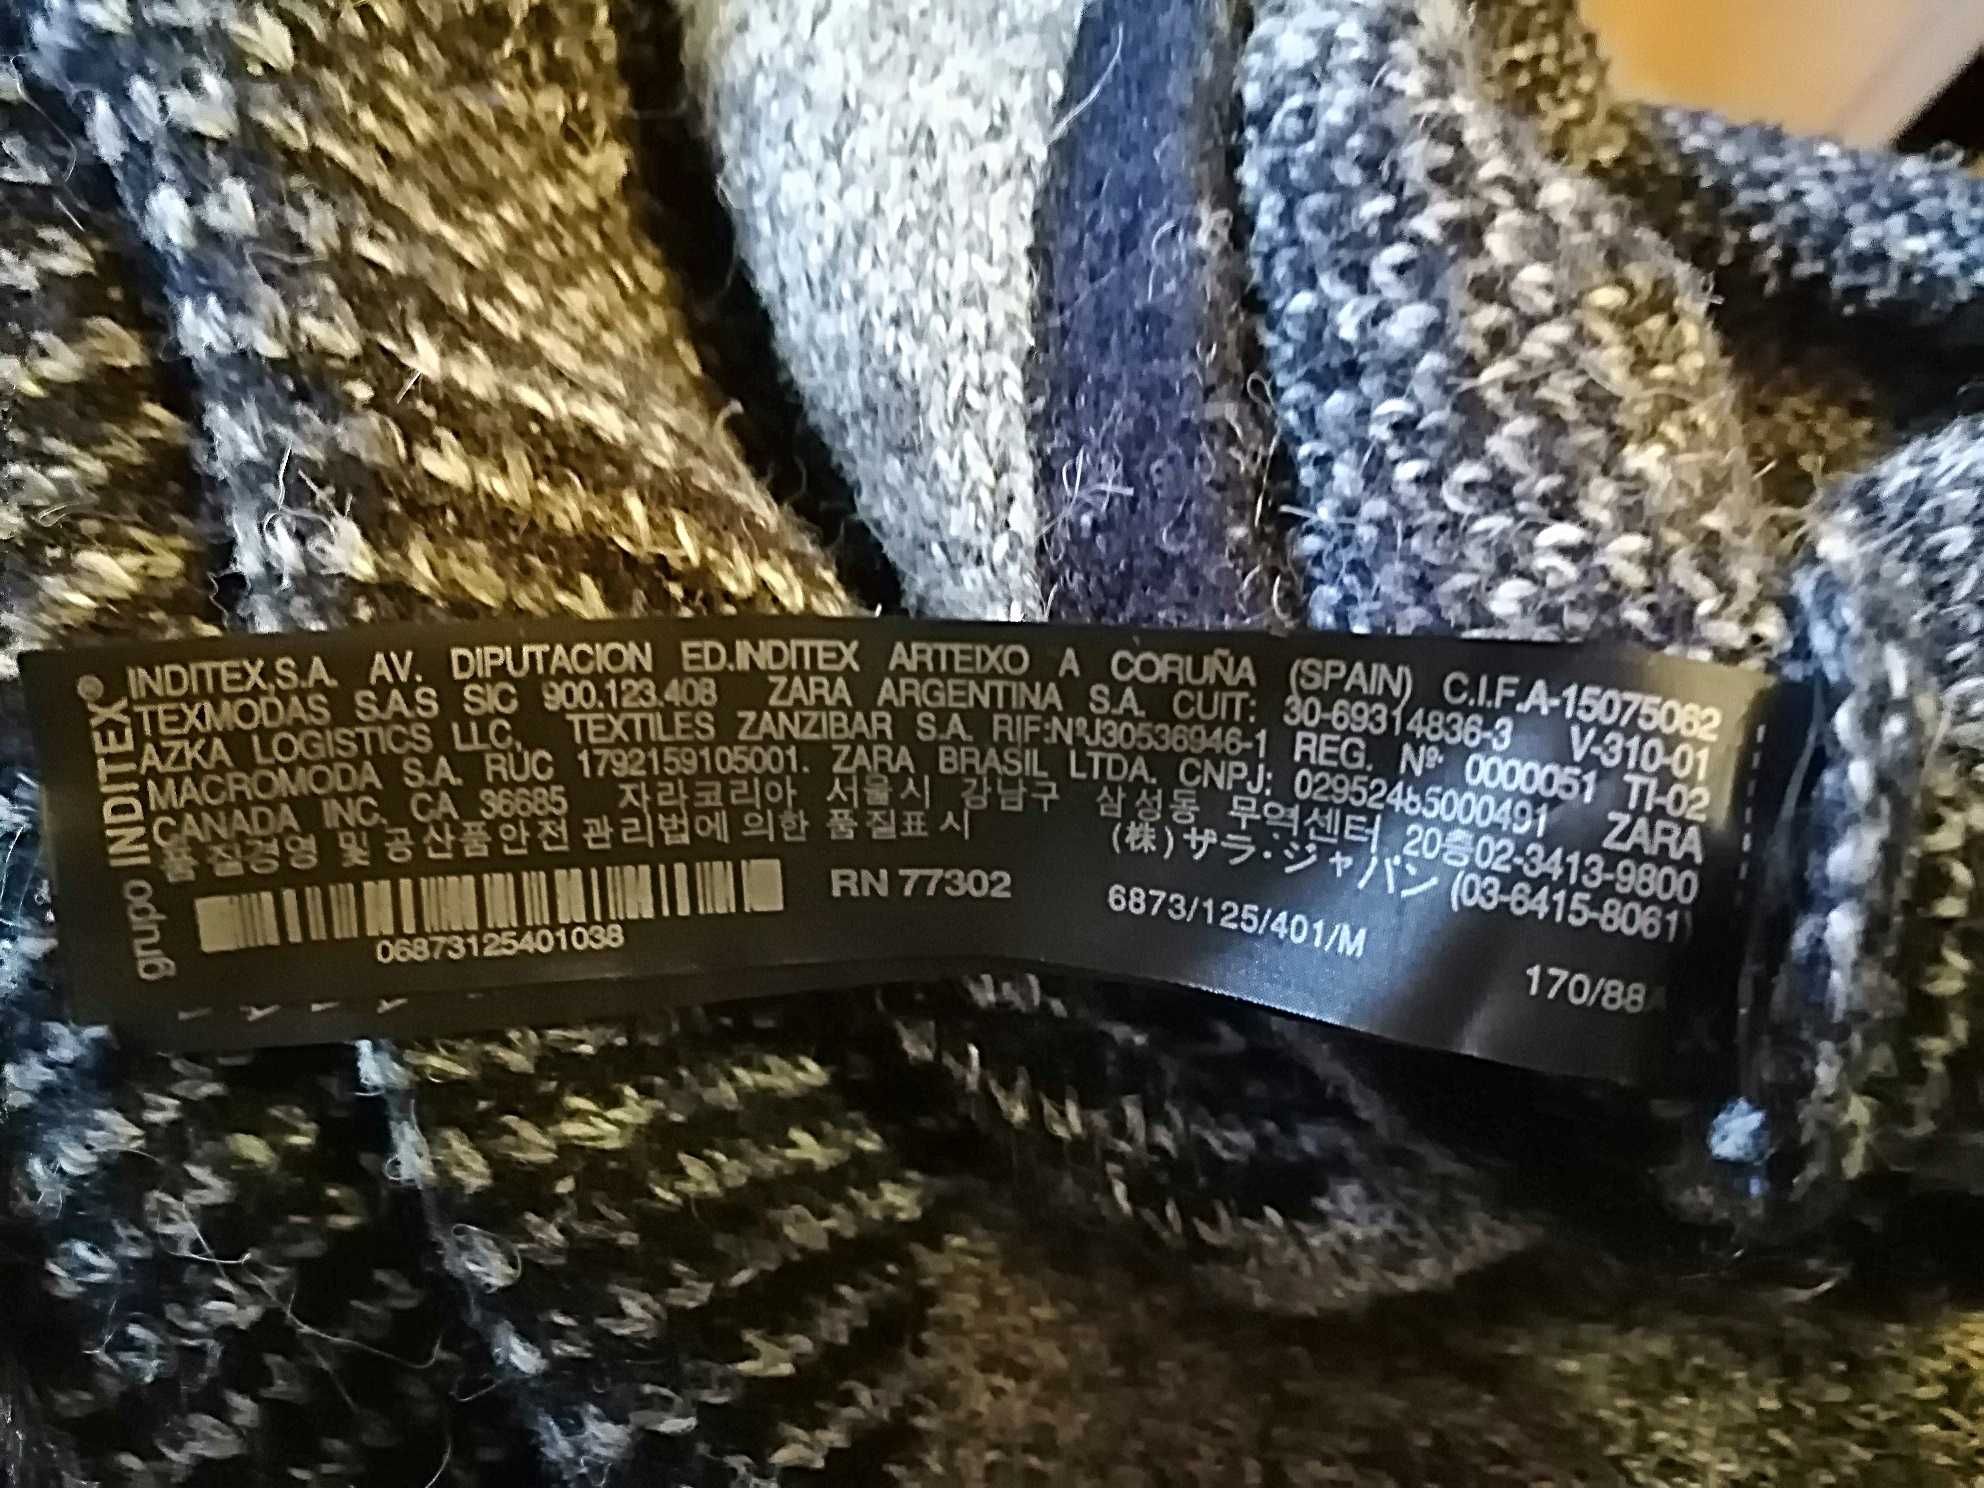 grupo INDITEX®
INDITEX,S.A. AV. DIPUTACION ED.INDITEX ARTEIXO A CORUÑA (SPAIN) C.I.F.A-15075062
TEXMODAS S.A.S SIC 900.123.408 ZARA ARGENTINA S.A. CUIT: 30-69314836-3 V-310-01
AZKA LOGISTICS LLC, TEXTILES ZANZIBAR S.A. RIF:NºJ30536946-1 REG. Nº: 0000051 TI-02
MACROMODA S.A. RUC 1792159105001. ZARA BRASIL LTDA. CNPJ: 02952485000491 ZARA
CANADA INC. CA 36685 자라코리아 서울시 강남구 삼성동 무역센터 20층02-3413-9800
품질경영 및 공산품안전 관리법에 의한 품질표시 (株)ザラ・ジャパン (03-6415-8061)
RN 77302
6873/125/401/M
06873125401038
170/88